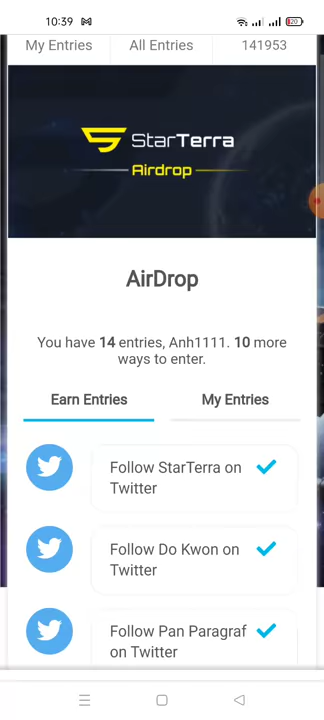 10:39
20
My Entries All Entries 141953
StarTerra
Airdrop
AirDrop
You have 14 entries, Anh1111. 10 more
ways to enter.
Earn Entries My Entries
Follow StarTerra on
Twitter
Follow Do Kwon on
Twitter
Follow Pan Paragraf
on Twitter